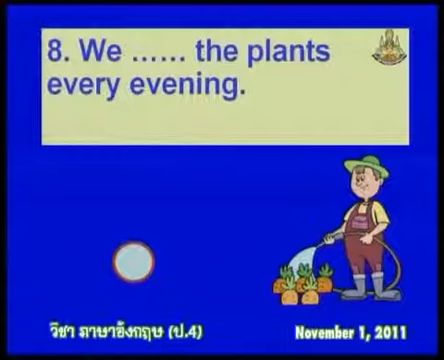 8. We ...... the plants
every evening.
วิชา ภาษาอังกฤษ (ป.4)
November 1, 2011